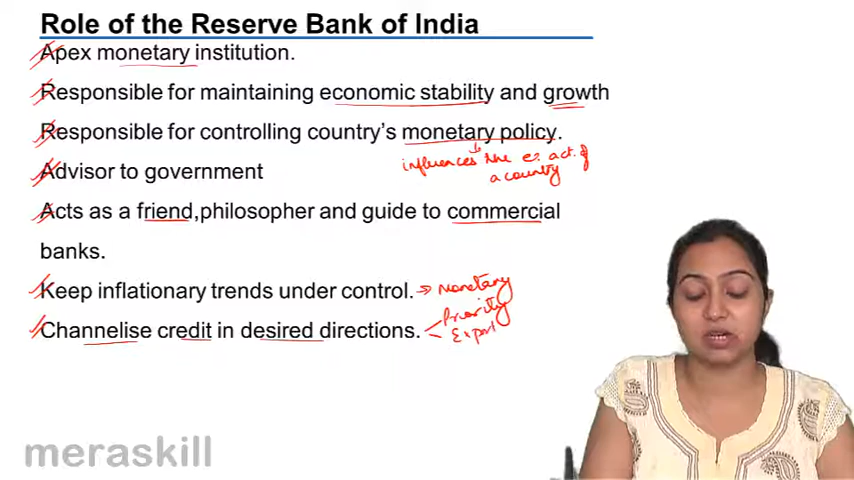 Role of the Reserve Bank of India
Apex monetary institution.
Responsible for maintaining economic stability and growth
Responsible for controlling country's monetary policy.
influences the ec. act. of
a country
Advisor to government
Acts as a friend,philosopher and guide to commercial
banks.
Keep inflationary trends under control. → Monetary
Priority
Channelise credit in desired directions.
Export
meraskill